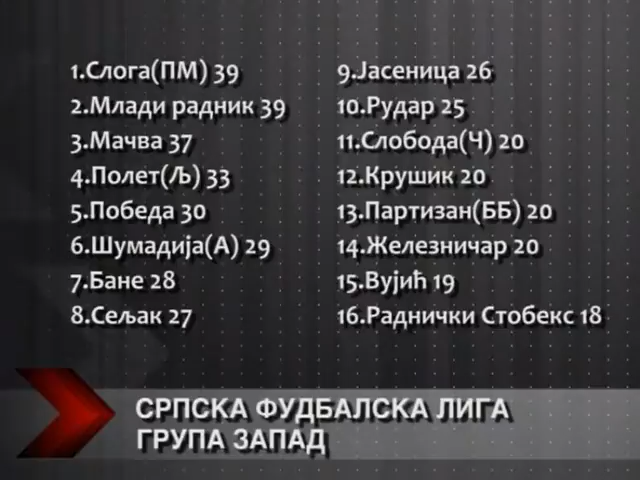 1.Слога(ПМ) 39
2.Млади радник 39
3.Мачва 37
4.Полет(Љ) 33
5.Победа 30
6.Шумадија(А) 29
7.Бане 28
8.Сељак 27
9.Јасеница 26
10.Рудар 25
11.Слобода(Ч) 20
12.Крушик 20
13.Партизан(ББ) 20
14.Железничар 20
15.Вујић 19
16.Раднички Стобекс 18
СРПСКА ФУДБАЛСКА ЛИГА
ГРУПА ЗАПАД